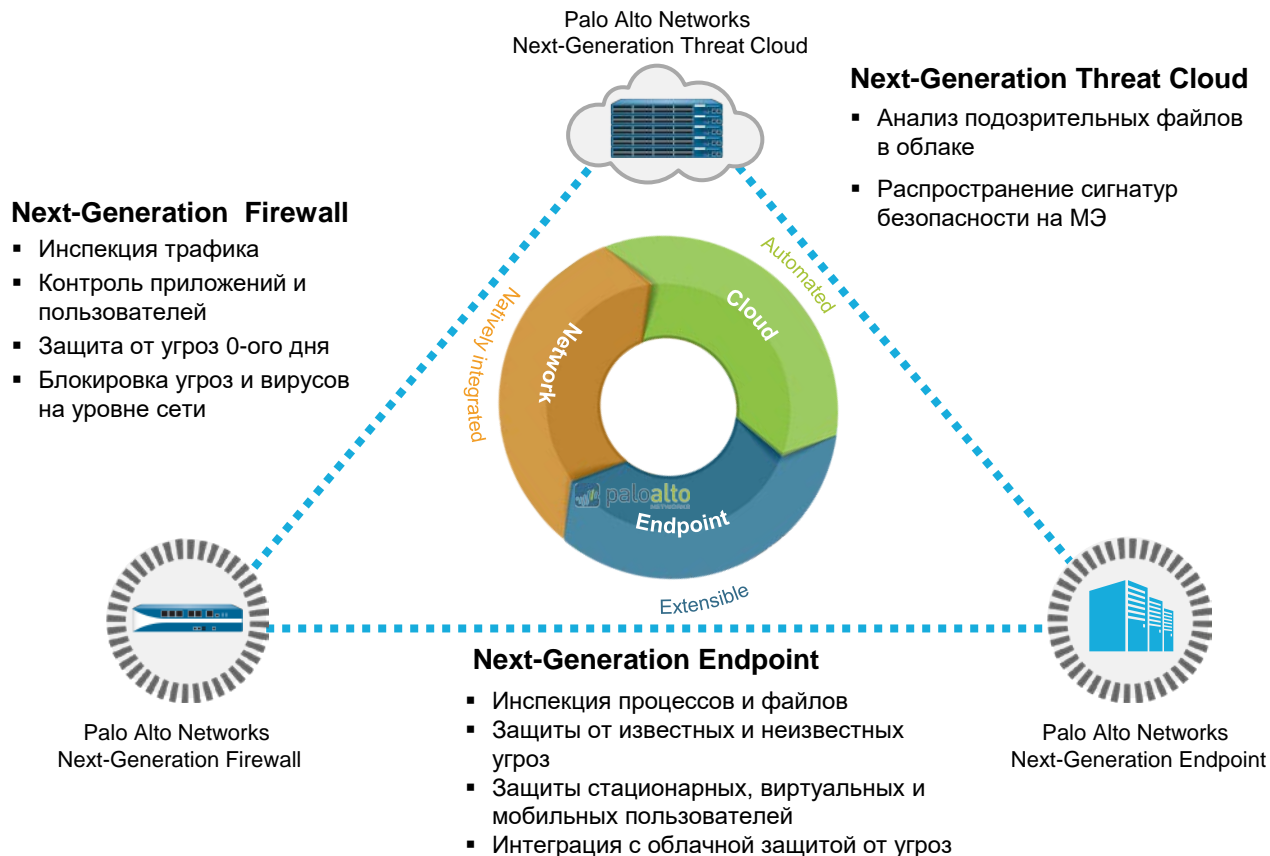 Palo Alto Networks
Next-Generation Threat Cloud
Next-Generation Threat Cloud
▪ Анализ подозрительных файлов
в облаке
▪ Распространение сигнатур
безопасности на МЭ
Next-Generation Firewall
▪ Инспекция трафика
▪ Контроль приложений и
пользователей
▪ Защита от угроз 0-ого дня
▪ Блокировка угроз и вирусов
на уровне сети
Natively integrated
Network
Cloud
Automated
paloalto
NETWORKS
Endpoint
Extensible
Palo Alto Networks
Next-Generation Firewall
Next-Generation Endpoint
▪ Инспекция процессов и файлов
▪ Защиты от известных и неизвестных
угроз
▪ Защиты стационарных, виртуальных и
мобильных пользователей
▪ Интеграция с облачной защитой от угроз
Palo Alto Networks
Next-Generation Endpoint